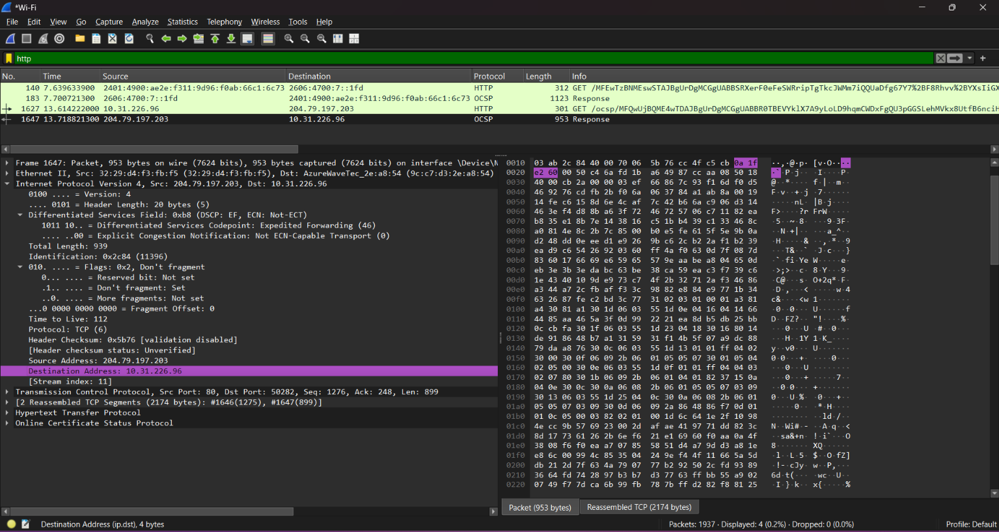 *Wi-Fi
File Edit View Go Capture Analyze Statistics Telephony Wireless Tools Help
http
No. Time Source Destination Protocol Length Info
140 7.639633900 2401:4900:ae2e:f311:9d96:f0ab:66c1:6c73 2606:4700:7::1fd HTTP 312 GET /MFEwTzBNMEswSTAJBgUrDgMCGgUABBSRXerF0eFeSWRripTgTkcJWMm7iQQUaDfg67Y7%2BF8Rhvv%2BYXsIiGX
183 7.700721300 2606:4700:7::1fd 2401:4900:ae2e:f311:9d96:f0ab:66c1:6c73 OCSP 1123 Response
1627 13.614222000 10.31.226.96 204.79.197.203 HTTP 301 GET /ocsp/MFQwUjBQME4wTDAJBgUrDgMCGgUABBR0TBEVYklX7A9yLoLD9hqmCWDxFgQU3pGGSLehMVkx8UtfB6nciH
1647 13.718821300 204.79.197.203 10.31.226.96 OCSP 953 Response
Frame 1647: Packet, 953 bytes on wire (7624 bits), 953 bytes captured (7624 bits) on interface \Device\N
Ethernet II, Src: 32:29:d4:f3:fb:f5 (32:29:d4:f3:fb:f5), Dst: AzureWaveTec_2e:a8:54 (9c:c7:d3:2e:a8:54)
Internet Protocol Version 4, Src: 204.79.197.203, Dst: 10.31.226.96
0100 .... = Version: 4
.... 0101 = Header Length: 20 bytes (5)
Differentiated Services Field: 0xb8 (DSCP: EF, ECN: Not-ECT)
1011 10.. = Differentiated Services Codepoint: Expedited Forwarding (46)
.... ..00 = Explicit Congestion Notification: Not ECN-Capable Transport (0)
Total Length: 939
Identification: 0x2c84 (11396)
010. .... = Flags: 0x2, Don't fragment
0... .... = Reserved bit: Not set
.1.. .... = Don't fragment: Set
..0. .... = More fragments: Not set
...0 0000 0000 0000 = Fragment Offset: 0
Time to Live: 112
Protocol: TCP (6)
Header Checksum: 0x5b76 [validation disabled]
[Header checksum status: Unverified]
Source Address: 204.79.197.203
Destination Address: 10.31.226.96
[Stream index: 11]
Transmission Control Protocol, Src Port: 80, Dst Port: 50282, Seq: 1276, Ack: 248, Len: 899
[2 Reassembled TCP Segments (2174 bytes): #1646(1275), #1647(899)]
Hypertext Transfer Protocol
Online Certificate Status Protocol
0010 03 ab 2c 84 40 00 70 06 5b 76 cc 4f c5 cb 0a 1f ··,·@·p· [v·O····
0020 e2 60 00 50 c4 6a fd 1b a6 49 87 cc aa 08 50 18 ·`·P·j·· ·I····P·
0030 40 00 cb 2a 00 00 03 ef 66 86 7c 93 f1 6d f0 d5 @··*···· f·|··m··
0040 46 92 76 cd fb 2b f0 6a 06 37 84 a1 ab 8a 00 19 F·v··+·j ·7······
0050 14 fe c6 15 8d 6e 4c af 7c 42 b6 6a c9 06 d3 14 ·····nL· |B·j····
0060 46 3e f4 d8 8b a6 3f 72 46 72 57 06 c7 11 82 ea F>····?r FrW·····
0070 b8 35 e1 8b 7e 14 38 16 c5 1b b4 39 c1 33 46 8c ·5··~·8· ···9·3F·
0080 a0 81 4e 8c 2b 7c 85 00 b0 e5 fe 61 5f 5e 9b 0a ··N·+|·· ···a_^··
0090 d2 48 dd 0e ee d1 e9 26 9b c6 2c b2 2a f1 b2 39 ·H·····& ··,·*··9
00a0 ea d9 c6 54 26 92 03 60 ff 4a f0 63 0d 7f 08 7d ···T&··` ·J·c···}
00b0 83 60 17 66 69 e6 59 65 57 9e aa be a8 04 65 0d ·`·fi·Ye W·····e·
00c0 eb 3e 3b 3e da bc 63 be 38 ca 59 ea c3 f7 39 c6 ·>;>··c· 8·Y···9·
00d0 1e 43 40 10 9d e9 73 c7 4f 2b 32 71 2a f3 46 86 ·C@···s· O+2q*·F·
00e0 a3 44 a7 2c fb af f3 3c 98 82 e8 84 e9 77 1b 34 ·D·,···< ·····w·4
00f0 63 26 87 fe c2 bd 3c 77 31 02 03 01 00 01 a3 81 c&····<w 1·······
0100 a4 30 81 a1 30 1d 06 03 55 1d 0e 04 16 04 14 66 ·0··0··· U······f
0110 44 85 aa 46 5a 3f 0d 99 22 21 ea 8d b5 db 25 bb D··FZ?·· "!····%·
0120 0c cb fa 30 1f 06 03 55 1d 23 04 18 30 16 80 14 ···0···U ·#··0···
0130 de 91 86 48 b7 a1 31 59 31 f1 4b 5f 07 a9 dc 88 ···H··1Y 1·K_····
0140 79 da a8 76 30 0c 06 03 55 1d 13 01 01 ff 04 02 y··v0··· U·······
0150 30 00 30 0f 06 09 2b 06 01 05 05 07 30 01 05 04 0·0···+· ····0···
0160 02 05 00 30 0e 06 03 55 1d 0f 01 01 ff 04 04 03 ···0···U ········
0170 02 07 80 30 1b 06 09 2b 06 01 04 01 82 37 15 0a ···0···+ ·····7··
0180 04 0e 30 0c 30 0a 06 08 2b 06 01 05 05 07 03 09 ··0·0··· +·······
0190 30 13 06 03 55 1d 25 04 0c 30 0a 06 08 2b 06 01 0···U·%· ·0···+··
01a0 05 05 07 03 09 30 0d 06 09 2a 86 48 86 f7 0d 01 ·····0·· ·*·H····
01b0 01 0c 05 00 03 82 02 01 00 1d 6c 64 1e 2f 10 98 ········ ··ld·/··
01c0 4e cc 9b 57 69 23 00 2d af ae 41 97 71 dd 82 3c N··Wi#·- ··A·q··<
01d0 8d 17 73 61 26 2b 6e f6 21 e1 69 60 f0 aa 0a 4f ··sa&+n· !·i`···O
01e0 38 08 f6 f0 ea a7 07 85 58 51 d4 a7 9d d3 a8 1e 8······· XQ······
01f0 e8 6c 00 99 4c 85 35 04 24 9e f4 4f 11 66 5a 5d ·l··L·5· $··O·fZ]
0200 db 21 2d 7f 63 4a 79 07 77 b2 92 50 2c fd 93 89 ·!-·cJy· w··P,···
0210 36 64 fd 74 28 97 b3 b7 d3 77 63 ff bb 55 a9 02 6d·t(··· ·wc··U··
0220 07 49 f7 7d ca 6b 99 fb 78 7b ff d2 82 f8 81 25 ·I·}·k·· x{·····%
Packet (953 bytes) Reassembled TCP (2174 bytes)
Destination Address (ip.dst), 4 bytes Packets: 1937 · Displayed: 4 (0.2%) · Dropped: 0 (0.0%) Profile: Default